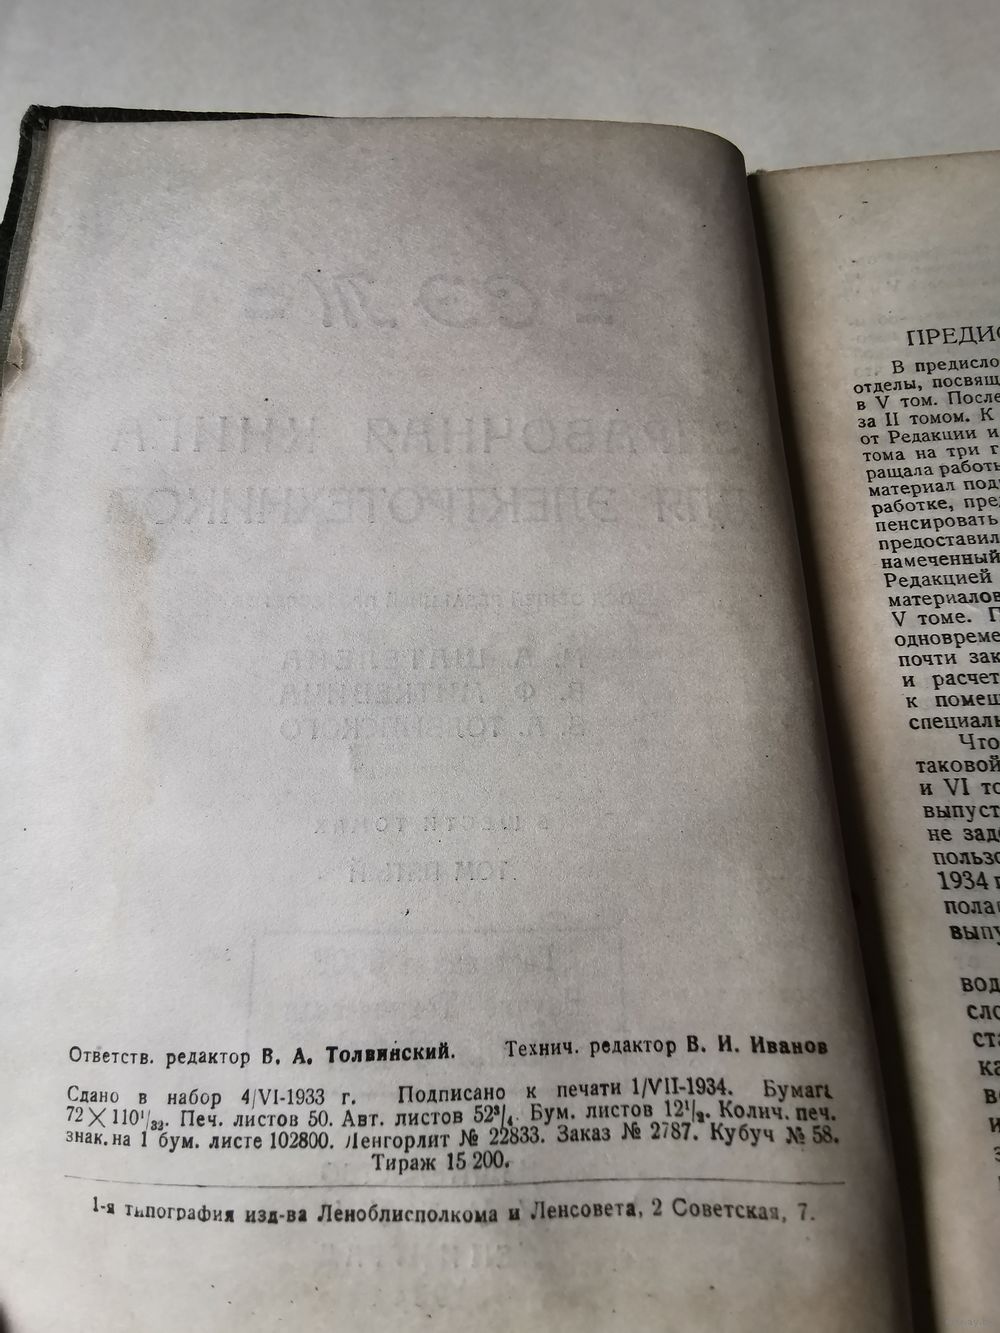 Ответств. редактор В. А. Толвинский. Технич. редактор В. И. Иванов
Сдано в набор 4/VI-1933 г. Подписано к печати 1/VII-1934. Бумага
72×110¹/₃₂. Печ. листов 50. Авт. листов 52³/₄. Бум. листов 12¹/₂. Колич. печ.
знак. на 1 бум. листе 102800. Ленгорлит № 22833. Заказ № 2787. Кубуч № 58.
Тираж 15 200.
1-я типография изд-ва Леноблисполкома и Ленсовета, 2 Советская, 7.
ПРЕДИС
В предисло
отделы, посвящ
в V том. После
за II томом. К
от Редакции и
тома на три г
ращала работ
материал под
работке, пре
пенсировать
предоставил
намеченный
Редакцией
материалов
V томе. П
одновреме
почти зак
и расчет
к помещ
специаль
Что
таковой
и VI то
выпуст
не зад
пользо
1934 г
пола
выпу
вод
сло
ст
ка
в
и
з